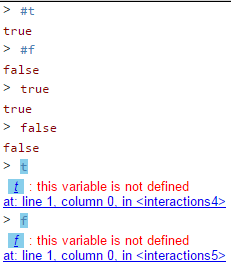 > #t
true
> #f
false
> true
true
> false
false
> t
t : this variable is not defined
at: line 1, column 0, in <interactions4>
> f
f : this variable is not defined
at: line 1, column 0, in <interactions5>